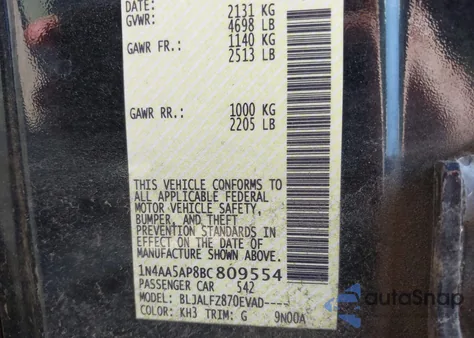 DATE: 2131 KG
GVWR: 4698 LB
GAWR FR.: 1140 KG
2513 LB
GAWR RR.: 1000 KG
2205 LB
THIS VEHICLE CONFORMS TO
ALL APPLICABLE FEDERAL
MOTOR VEHICLE SAFETY,
BUMPER, AND THEFT
PREVENTION STANDARDS IN
EFFECT ON THE DATE OF
MANUFACTURE SHOWN ABOVE.
1N4AA5AP8BC809554
PASSENGER CAR 542
MODEL: BLJALFZ870EVAD----
COLOR: KH3 TRIM: G 9N00A
autoSnap